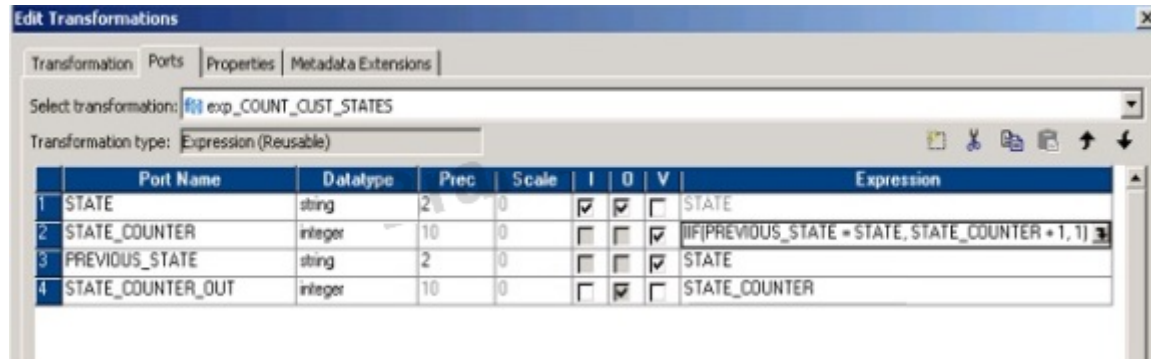 Edit Transformations
Transformation Ports Properties Metadata Extensions
Select transformation: f(x) exp_COUNT_CUST_STATES
Transformation type: Expression (Reusable)
Port Name Datatype Prec Scale I O V Expression
1 STATE string 2 0 STATE
2 STATE_COUNTER integer 10 0 IIF(PREVIOUS_STATE = STATE, STATE_COUNTER + 1, 1)
3 PREVIOUS_STATE string 2 0 STATE
4 STATE_COUNTER_OUT integer 10 0 STATE_COUNTER